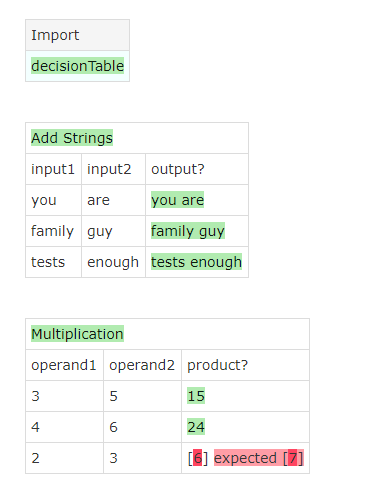 Import
decisionTable
Add Strings
input1 input2 output?
you are you are
family guy family guy
tests enough tests enough
Multiplication
operand1 operand2 product?
3 5 15
4 6 24
2 3 [6] expected [7]